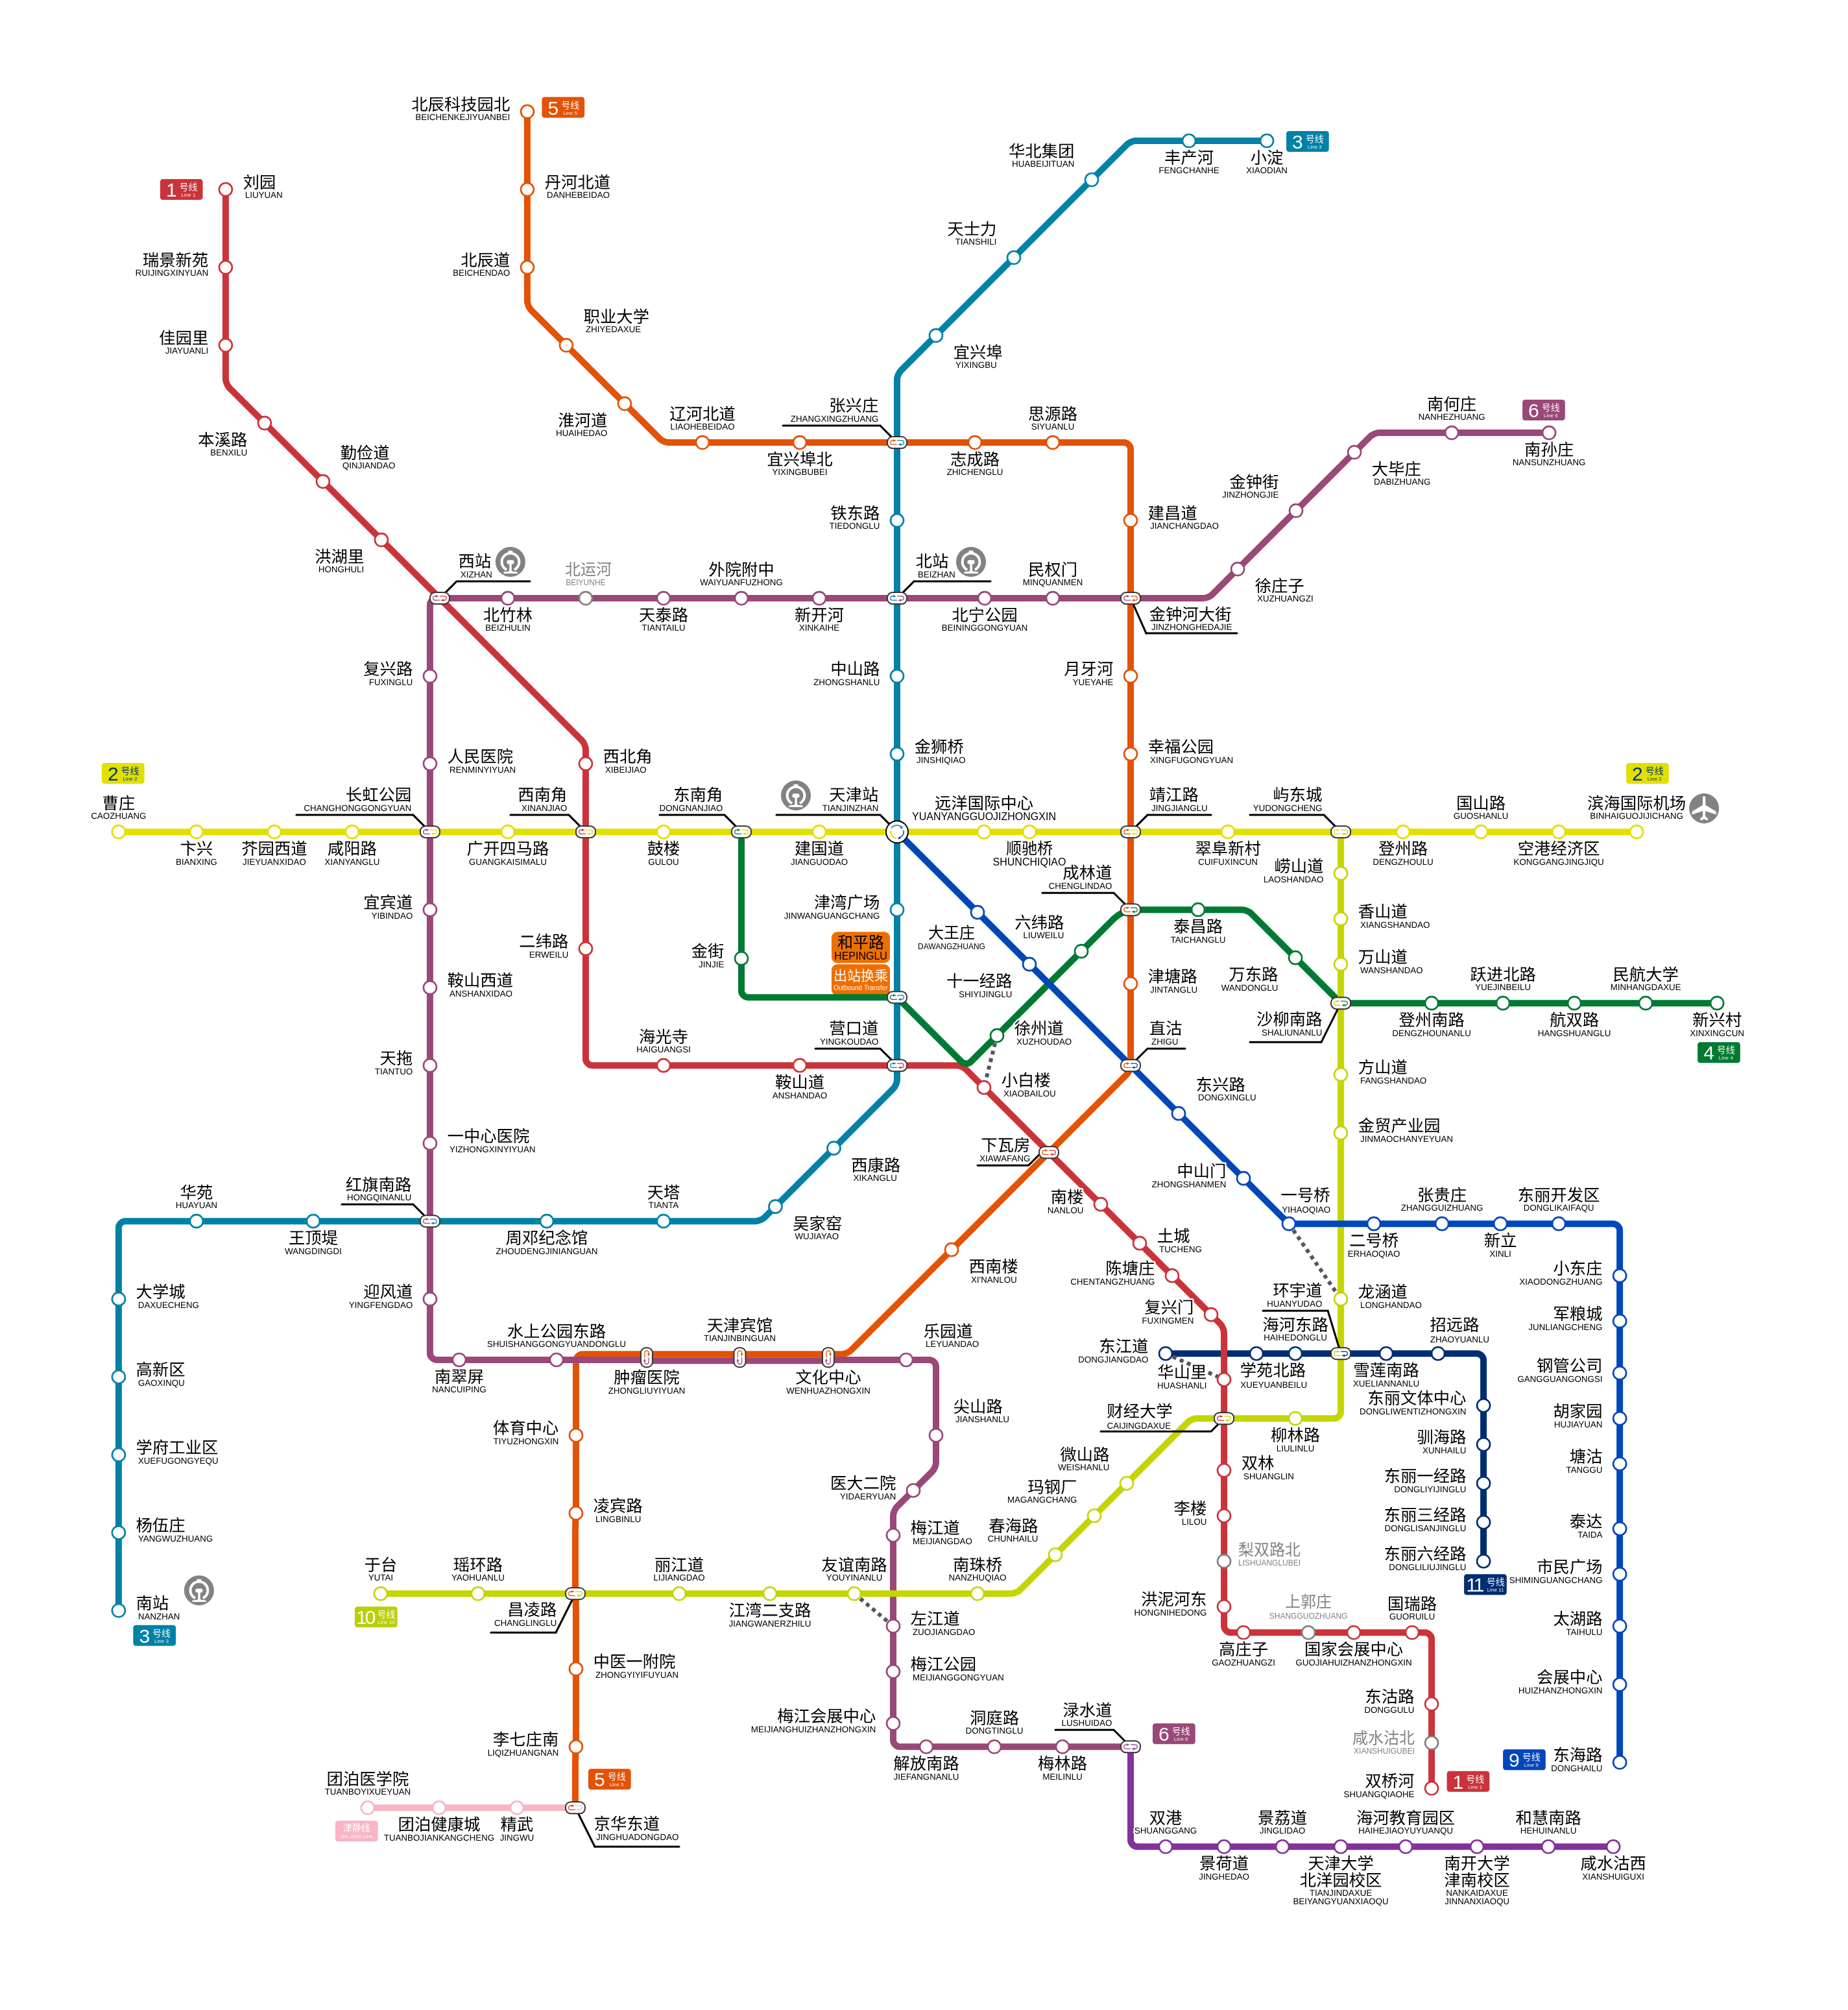 北辰科技园北
BEICHENKEJIYUANBEI
5 号线
Line 5
丹河北道
DANHEBEIDAO
北辰道
BEICHENDAO
职业大学
ZHIYEDAXUE
淮河道
HUAIHEDAO
辽河北道
LIAOHEBEIDAO
宜兴埠北
YIXINGBUBEI
张兴庄
ZHANGXINGZHUANG
志成路
ZHICHENGLU
思源路
SIYUANLU
建昌道
JIANCHANGDAO
华北集团
HUABEIJITUAN
丰产河
FENGCHANHE
小淀
XIAODIAN
3 号线
Line 3
天士力
TIANSHILI
宜兴埠
YIXINGBU
铁东路
TIEDONGLU
1 号线
Line 1
刘园
LIUYUAN
瑞景新苑
RUIJINGXINYUAN
佳园里
JIAYUANLI
本溪路
BENXILU
勤俭道
QINJIANDAO
洪湖里
HONGHULI
西站
XIZHAN
北竹林
BEIZHULIN
北运河
BEIYUNHE
天泰路
TIANTAILU
外院附中
WAIYUANFUZHONG
新开河
XINKAIHE
北站
BEIZHAN
北宁公园
BEININGGONGYUAN
民权门
MINQUANMEN
金钟河大街
JINZHONGHEDAJIE
徐庄子
XUZHUANGZI
金钟街
JINZHONGJIE
大毕庄
DABIZHUANG
南何庄
NANHEZHUANG
6 号线
Line 6
南孙庄
NANSUNZHUANG
复兴路
FUXINGLU
中山路
ZHONGSHANLU
月牙河
YUEYAHE
人民医院
RENMINYIYUAN
西北角
XIBEIJIAO
金狮桥
JINSHIQIAO
幸福公园
XINGFUGONGYUAN
2 号线
Line 2
曹庄
CAOZHUANG
卞兴
BIANXING
芥园西道
JIEYUANXIDAO
咸阳路
XIANYANGLU
长虹公园
CHANGHONGGONGYUAN
广开四马路
GUANGKAISIMALU
西南角
XINANJIAO
鼓楼
GULOU
东南角
DONGNANJIAO
建国道
JIANGUODAO
天津站
TIANJINZHAN
远洋国际中心
YUANYANGGUOJIZHONGXIN
顺驰桥
SHUNCHIQIAO
靖江路
JINGJIANGLU
翠阜新村
CUIFUXINCUN
屿东城
YUDONGCHENG
登州路
DENGZHOULU
国山路
GUOSHANLU
空港经济区
KONGGANGJINGJIQU
滨海国际机场
BINHAIGUOJIJICHANG
2 号线
Line 2
宜宾道
YIBINDAO
鞍山西道
ANSHANXIDAO
天拖
TIANTUO
一中心医院
YIZHONGXINYIYUAN
二纬路
ERWEILU
海光寺
HAIGUANGSI
鞍山道
ANSHANDAO
营口道
YINGKOUDAO
金街
JINJIE
津湾广场
JINWANGUANGCHANG
和平路
HEPINGLU
出站换乘
Outbound Transfer
大王庄
DAWANGZHUANG
十一经路
SHIYIJINGLU
六纬路
LIUWEILU
成林道
CHENGLINDAO
徐州道
XUZHOUDAO
小白楼
XIAOBAILOU
津塘路
JINTANGLU
直沽
ZHIGU
泰昌路
TAICHANGLU
万东路
WANDONGLU
沙柳南路
SHALIUNANLU
崂山道
LAOSHANDAO
香山道
XIANGSHANDAO
万山道
WANSHANDAO
登州南路
DENGZHOUNANLU
跃进北路
YUEJINBEILU
航双路
HANGSHUANGLU
民航大学
MINHANGDAXUE
新兴村
XINXINGCUN
4 号线
Line 4
方山道
FANGSHANDAO
金贸产业园
JINMAOCHANYEYUAN
东兴路
DONGXINGLU
中山门
ZHONGSHANMEN
一号桥
YIHAOQIAO
二号桥
ERHAOQIAO
张贵庄
ZHANGGUIZHUANG
新立
XINLI
东丽开发区
DONGLIKAIFAQU
小东庄
XIAODONGZHUANG
军粮城
JUNLIANGCHENG
钢管公司
GANGGUANGONGSI
胡家园
HUJIAYUAN
塘沽
TANGGU
泰达
TAIDA
市民广场
SHIMINGUANGCHANG
太湖路
TAIHULU
会展中心
HUIZHANZHONGXIN
9 号线
Line 9
东海路
DONGHAILU
下瓦房
XIAWAFANG
西康路
XIKANGLU
吴家窑
WUJIAYAO
天塔
TIANTA
周邓纪念馆
ZHOUDENGJINIANGUAN
红旗南路
HONGQINANLU
王顶堤
WANGDINGDI
华苑
HUAYUAN
大学城
DAXUECHENG
高新区
GAOXINQU
学府工业区
XUEFUGONGYEQU
杨伍庄
YANGWUZHUANG
南站
NANZHAN
3 号线
Line 3
迎风道
YINGFENGDAO
南翠屏
NANCUIPING
水上公园东路
SHUISHANGGONGYUANDONGLU
肿瘤医院
ZHONGLIUYIYUAN
天津宾馆
TIANJINBINGUAN
文化中心
WENHUAZHONGXIN
乐园道
LEYUANDAO
西南楼
XI'NANLOU
南楼
NANLOU
土城
TUCHENG
陈塘庄
CHENTANGZHUANG
复兴门
FUXINGMEN
环宇道
HUANYUDAO
龙涵道
LONGHANDAO
东江道
DONGJIANGDAO
华山里
HUASHANLI
海河东路
HAIHEDONGLU
学苑北路
XUEYUANBEILU
雪莲南路
XUELIANNANLU
招远路
ZHAOYUANLU
东丽文体中心
DONGLIWENTIZHONGXIN
驯海路
XUNHAILU
东丽一经路
DONGLIYIJINGLU
东丽三经路
DONGLISANJINGLU
东丽六经路
DONGLILIUJINGLU
11 号线
Line 11
财经大学
CAIJINGDAXUE
柳林路
LIULINLU
双林
SHUANGLIN
李楼
LILOU
梨双路北
LISHUANGLUBEI
洪泥河东
HONGNIHEDONG
高庄子
GAOZHUANGZI
上郭庄
SHANGGUOZHUANG
国家会展中心
GUOJIAHUIZHANZHONGXIN
国瑞路
GUORUILU
东沽路
DONGGULU
咸水沽北
XIANSHUIGUBEI
双桥河
SHUANGQIAOHE
1 号线
Line 1
体育中心
TIYUZHONGXIN
凌宾路
LINGBINLU
尖山路
JIANSHANLU
医大二院
YIDAERYUAN
梅江道
MEIJIANGDAO
微山路
WEISHANLU
玛钢厂
MAGANGCHANG
春海路
CHUNHAILU
南珠桥
NANZHUQIAO
友谊南路
YOUYINANLU
江湾二支路
JIANGWANERZHILU
丽江道
LIJIANGDAO
昌凌路
CHANGLINGLU
瑶环路
YAOHUANLU
于台
YUTAI
10 号线
Line 10
左江道
ZUOJIANGDAO
梅江公园
MEIJIANGGONGYUAN
梅江会展中心
MEIJIANGHUIZHANZHONGXIN
解放南路
JIEFANGNANLU
洞庭路
DONGTINGLU
梅林路
MEILINLU
渌水道
LUSHUIDAO
6 号线
Line 6
中医一附院
ZHONGYIYIFUYUAN
李七庄南
LIQIZHUANGNAN
5 号线
Line 5
京华东道
JINGHUADONGDAO
精武
JINGWU
团泊健康城
TUANBOJIANKANGCHENG
团泊医学院
TUANBOYIXUEYUAN
津静线
Jin Jing Line
双港
SHUANGGANG
景荷道
JINGHEDAO
景荔道
JINGLIDAO
天津大学
北洋园校区
TIANJINDAXUE
BEIYANGYUANXIAOQU
海河教育园区
HAIHEJIAOYUYUANQU
南开大学
津南校区
NANKAIDAXUE
JINNANXIAOQU
和慧南路
HEHUINANLU
咸水沽西
XIANSHUIGUXI